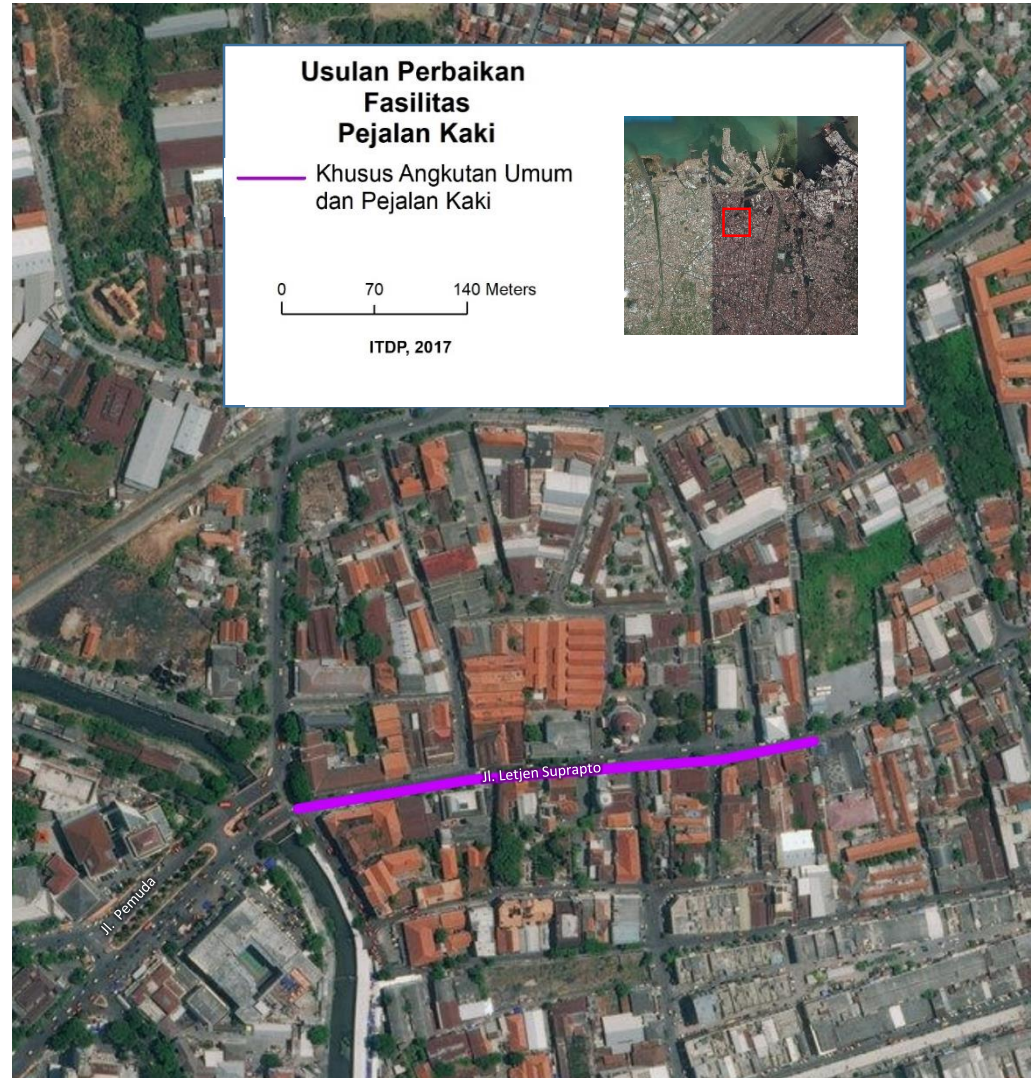 Usulan Perbaikan
Fasilitas
Pejalan Kaki
Khusus Angkutan Umum
dan Pejalan Kaki
0 70 140 Meters
ITDP, 2017
Jl. Letjen Suprapto
Jl. Pemuda